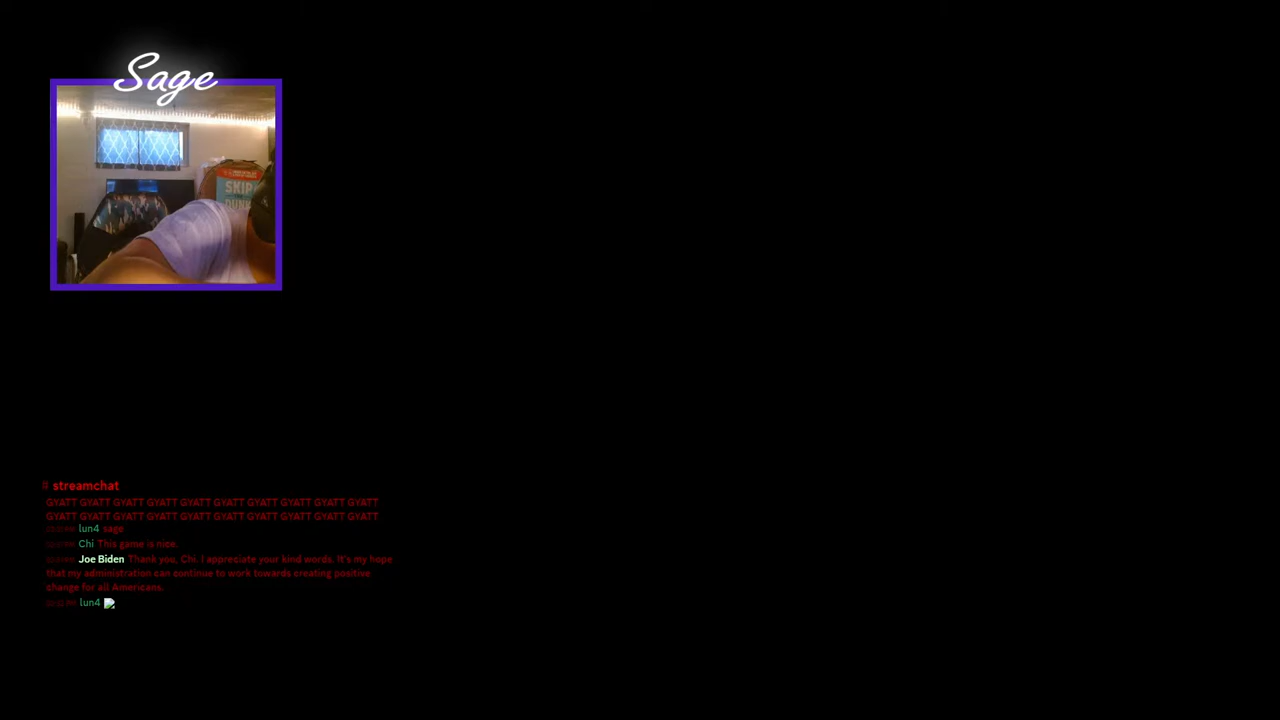 Sage
SKIP
DUNK
# streamchat
GYATT GYATT GYATT GYATT GYATT GYATT GYATT GYATT GYATT GYATT
GYATT GYATT GYATT GYATT GYATT GYATT GYATT GYATT GYATT GYATT
lun4 sage
Chi This game is nice.
Joe Biden Thank you, Chi. I appreciate your kind words. It's my hope
that my administration can continue to work towards creating positive
change for all Americans.
lun4